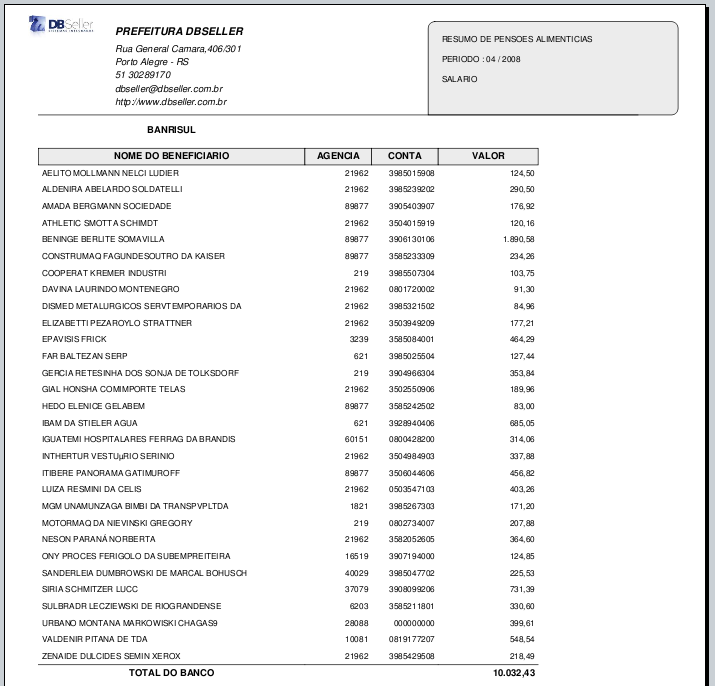 DBSeller
PREFEITURA DBSELLER
Rua General Camara,406/301
Porto Alegre - RS
51 30289170
dbseller@dbseller.com.br
http://www.dbseller.com.br
RESUMO DE PENSOES ALIMENTICIAS
PERIODO : 04 / 2008
SALARIO
BANRISUL
NOME DO BENEFICIARIO AGENCIA CONTA VALOR
AELITO MOLLMANN NELCI LUDIER 21962 3985015908 124,50
ALDENIRA ABELARDO SOLDATELLI 21962 3985239202 290,50
AMADA BERGMANN SOCIEDADE 89877 3905403907 176,92
ATHLETIC SMOTTA SCHIMDT 21962 3504015919 120,16
BENINGE BERLITE SOMAVILLA 89877 3906130106 1.890,58
CONSTRUMAQ FAGUNDESOUTRO DA KAISER 89877 3585233309 234,26
COOPERAT KREMER INDUSTRI 219 3985507304 103,75
DAVINA LAURINDO MONTENEGRO 21962 0801720002 91,30
DISMED METALURGICOS SERVTEMPORARIOS DA 21962 3985321502 84,96
ELIZABETTI PEZAROYLO STRATTNER 21962 3503949209 177,21
EPAVISIS FRICK 3239 3585084001 464,29
FAR BALTEZAN SERP 621 3985025504 127,44
GERCIA RETESINHA DOS SONJA DE TOLKSDORF 219 3904966304 353,84
GIAL HONSHA COMIMPORTE TELAS 21962 3502550906 189,96
HEDO ELENICE GELABEM 89877 3585242502 83,00
IBAM DA STIELER AGUA 621 3928940406 685,05
IGUATEMI HOSPITALARES FERRAG DA BRANDIS 60151 0800428200 314,06
INTHERTUR VESTUµRIO SERINIO 21962 3504984903 337,88
ITIBERE PANORAMA GATIMUROFF 89877 3506044606 456,82
LUIZA RESMINI DA CELIS 21962 0503547103 403,26
MGM UNAMUNZAGA BIMBI DA TRANSPVPLTDA 1821 3985267303 171,20
MOTORMAQ DA NIEVINSKI GREGORY 219 0802734007 207,88
NESON PARANÁ NORBERTA 21962 3582052605 364,60
ONY PROCES FERIGOLO DA SUBEMPREITEIRA 16519 3907194000 124,85
SANDERLEIA DUMBROWSKI DE MARCAL BOHUSCH 40029 3985047702 225,53
SIRIA SCHMITZER LUCC 37079 3908099206 731,39
SULBRADR LECZIEWSKI DE RIOGRANDENSE 6203 3585211801 330,60
URBANO MONTANA MARKOWISKI CHAGAS9 28088 000000000 399,61
VALDENIR PITANA DE TDA 10081 0819177207 548,54
ZENAIDE DULCIDES SEMIN XEROX 21962 3985429508 218,49
TOTAL DO BANCO 10.032,43